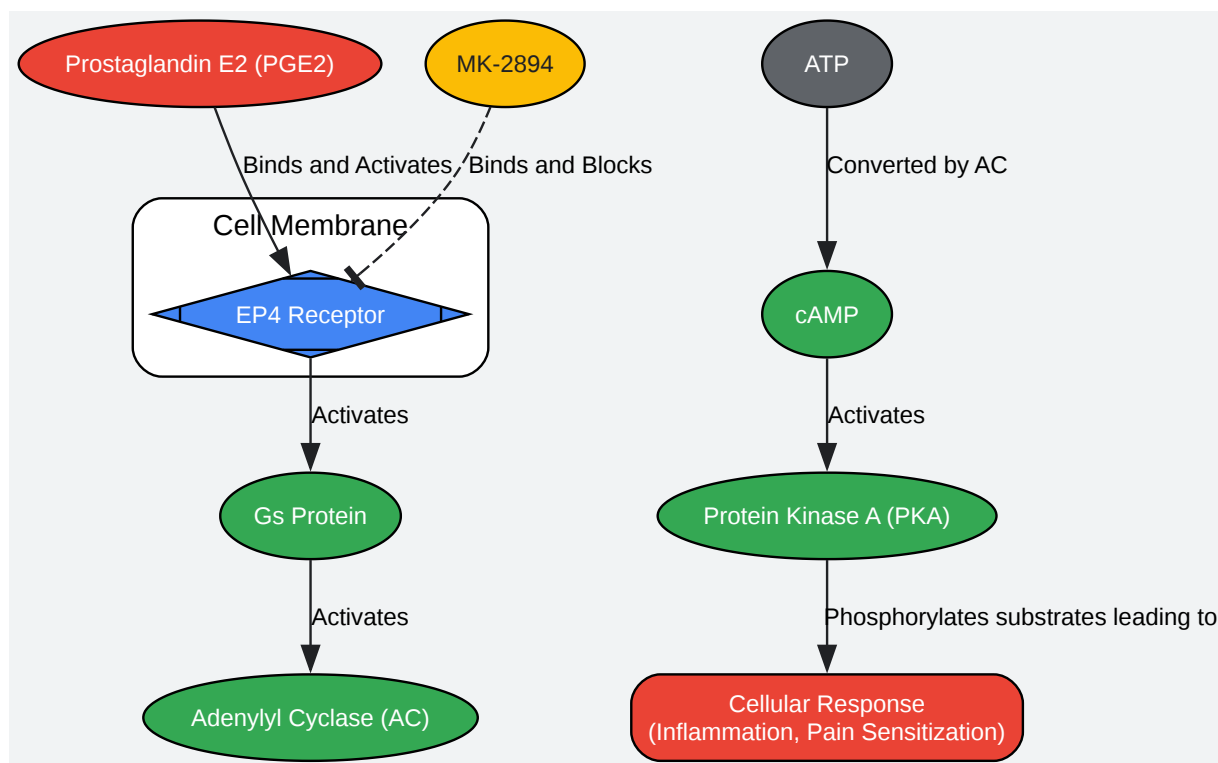 Prostaglandin E2 (PGE2)
MK-2894
ATP
Binds and Activates
Binds and Blocks
Converted by AC
Cell Membrane
EP4 Receptor
cAMP
Activates
Activates
Gs Protein
Protein Kinase A (PKA)
Activates
Phosphorylates substrates leading to
Adenylyl Cyclase (AC)
Cellular Response
(Inflammation, Pain Sensitization)